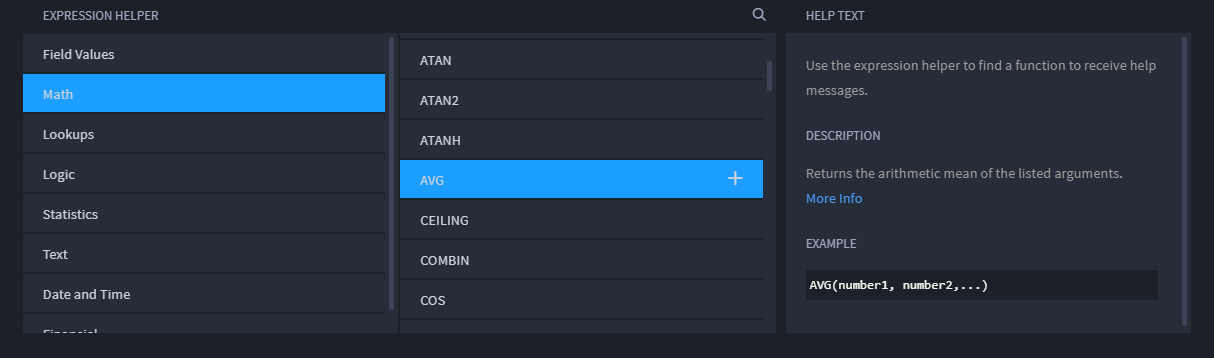 EXPRESSION HELPER
Field Values
Math
Lookups
Logic
Statistics
Text
Date and Time
Financial
ATAN
ATAN2
ATANH
AVG
CEILING
COMBIN
COS
HELP TEXT
Use the expression helper to find a function to receive help
messages.
DESCRIPTION
Returns the arithmetic mean of the listed arguments.
More Info
EXAMPLE
AVG(number1, number2,...)